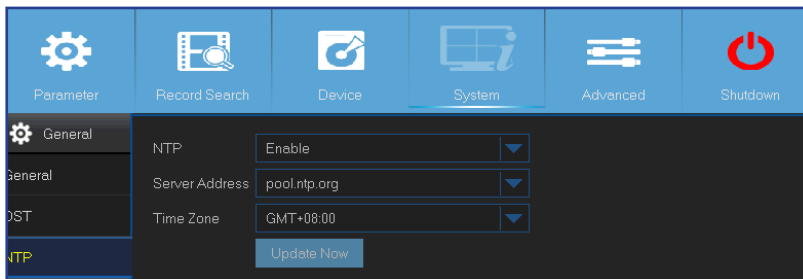 Parameter
Record Search
Device
System
Advanced
Shutdown
General
General
DST
NTP
NTP Enable
Server Address pool.ntp.org
Time Zone GMT+08:00
Update Now